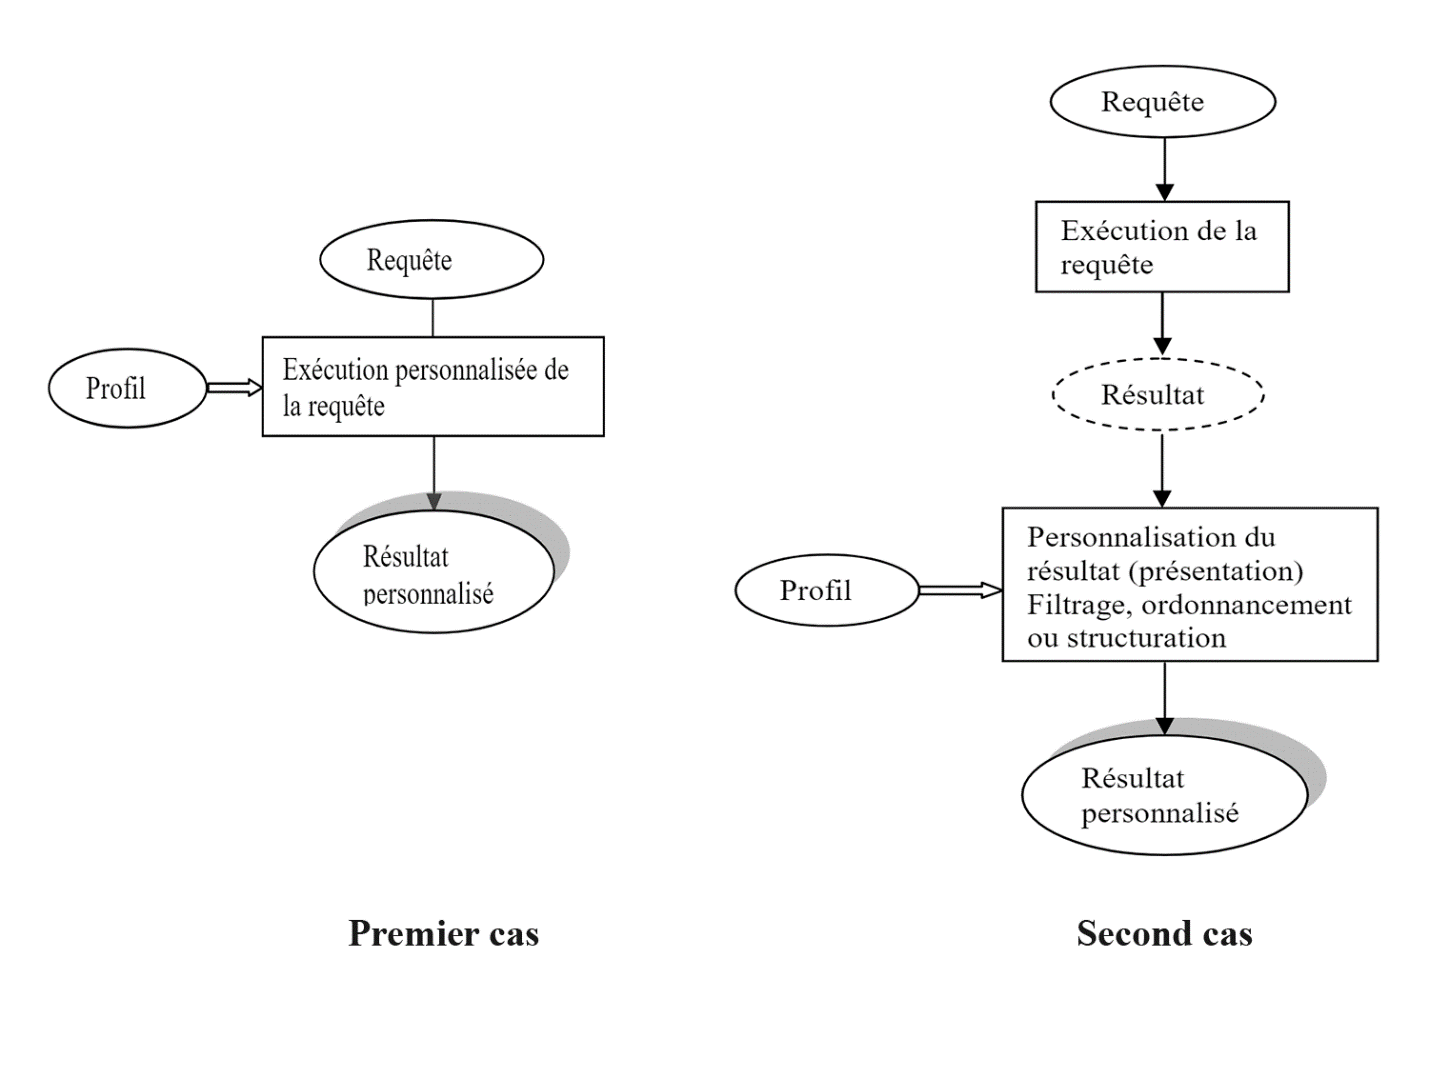 Requête
Profil
Exécution personnalisée de
la requête
Résultat
personnalisé
Premier cas
Requête
Exécution de la
requête
Résultat
Profil
Personnalisation du
résultat (présentation)
Filtrage, ordonnancement
ou structuration
Résultat
personnalisé
Second cas